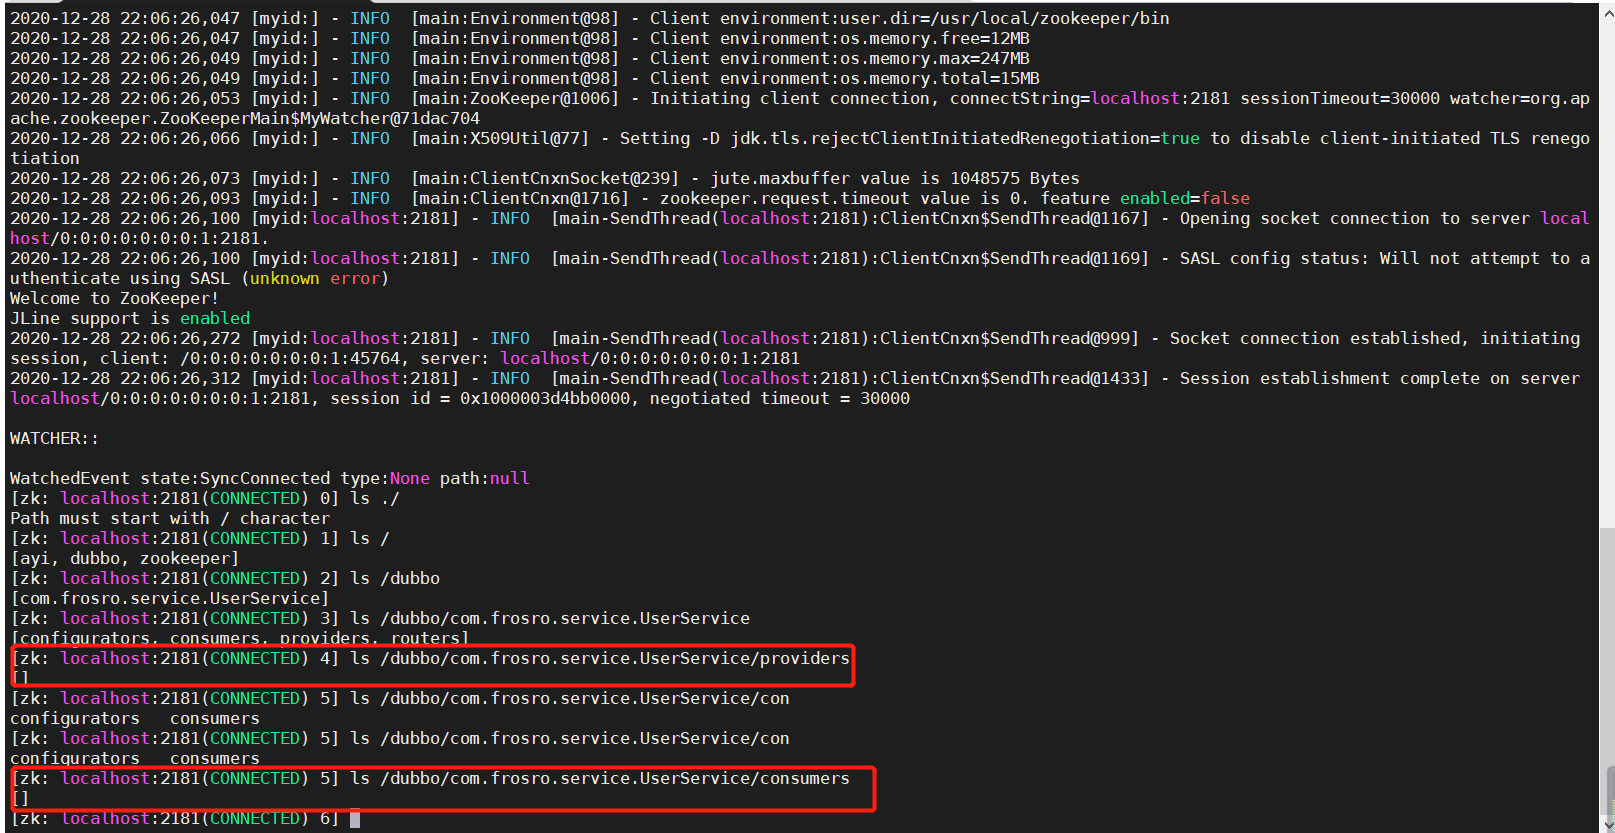 2020-12-28 22:06:26,047 [myid:] - INFO  [main:Environment@98] - Client environment:user.dir=/usr/local/zookeeper/bin
2020-12-28 22:06:26,047 [myid:] - INFO  [main:Environment@98] - Client environment:os.memory.free=12MB
2020-12-28 22:06:26,049 [myid:] - INFO  [main:Environment@98] - Client environment:os.memory.max=247MB
2020-12-28 22:06:26,049 [myid:] - INFO  [main:Environment@98] - Client environment:os.memory.total=15MB
2020-12-28 22:06:26,053 [myid:] - INFO  [main:ZooKeeper@1006] - Initiating client connection, connectString=localhost:2181 sessionTimeout=30000 watcher=org.ap
ache.zookeeper.ZooKeeperMain$MyWatcher@71dac704
2020-12-28 22:06:26,066 [myid:] - INFO  [main:X509Util@77] - Setting -D jdk.tls.rejectClientInitiatedRenegotiation=true to disable client-initiated TLS renego
tiation
2020-12-28 22:06:26,073 [myid:] - INFO  [main:ClientCnxnSocket@239] - jute.maxbuffer value is 1048575 Bytes
2020-12-28 22:06:26,093 [myid:] - INFO  [main:ClientCnxn@1716] - zookeeper.request.timeout value is 0. feature enabled=false
2020-12-28 22:06:26,100 [myid:localhost:2181] - INFO  [main-SendThread(localhost:2181):ClientCnxn$SendThread@1167] - Opening socket connection to server local
host/0:0:0:0:0:0:0:1:2181.
2020-12-28 22:06:26,100 [myid:localhost:2181] - INFO  [main-SendThread(localhost:2181):ClientCnxn$SendThread@1169] - SASL config status: Will not attempt to a
uthenticate using SASL (unknown error)
Welcome to ZooKeeper!
JLine support is enabled
2020-12-28 22:06:26,272 [myid:localhost:2181] - INFO  [main-SendThread(localhost:2181):ClientCnxn$SendThread@999] - Socket connection established, initiating
session, client: /0:0:0:0:0:0:0:1:45764, server: localhost/0:0:0:0:0:0:0:1:2181
2020-12-28 22:06:26,312 [myid:localhost:2181] - INFO  [main-SendThread(localhost:2181):ClientCnxn$SendThread@1433] - Session establishment complete on server
localhost/0:0:0:0:0:0:0:1:2181, session id = 0x1000003d4bb0000, negotiated timeout = 30000
WATCHER::
WatchedEvent state:SyncConnected type:None path:null
[zk: localhost:2181(CONNECTED) 0] ls ./
Path must start with / character
[zk: localhost:2181(CONNECTED) 1] ls /
[ayi, dubbo, zookeeper]
[zk: localhost:2181(CONNECTED) 2] ls /dubbo
[com.frosro.service.UserService]
[zk: localhost:2181(CONNECTED) 3] ls /dubbo/com.frosro.service.UserService
[configurators, consumers, providers, routers]
[zk: localhost:2181(CONNECTED) 4] ls /dubbo/com.frosro.service.UserService/providers
[]
[zk: localhost:2181(CONNECTED) 5] ls /dubbo/com.frosro.service.UserService/con
configurators   consumers
[zk: localhost:2181(CONNECTED) 5] ls /dubbo/com.frosro.service.UserService/con
configurators   consumers
[zk: localhost:2181(CONNECTED) 5] ls /dubbo/com.frosro.service.UserService/consumers
[]
[zk: localhost:2181(CONNECTED) 6]